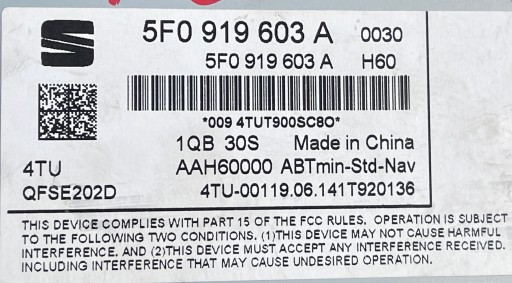 5F0 919 603 A 0030
5F0 919 603 A H60
*009 4TUT900SC8O*
1QB 30S Made in China
4TU AAH60000 ABTmin-Std-Nav
QFSE202D 4TU-00119.06.141T920136
THIS DEVICE COMPLIES WITH PART 15 OF THE FCC RULES. OPERATION IS SUBJECT
TO THE FOLLOWING TWO CONDITIONS. (1)THIS DEVICE MAY NOT CAUSE HARMFUL
INTERFERENCE. AND (2)THIS DEVICE MUST ACCEPT ANY INTERFERENCE RECEIVED.
INCLUDING INTERFERENCE THAT MAY CAUSE UNDESIRED OPERATION.